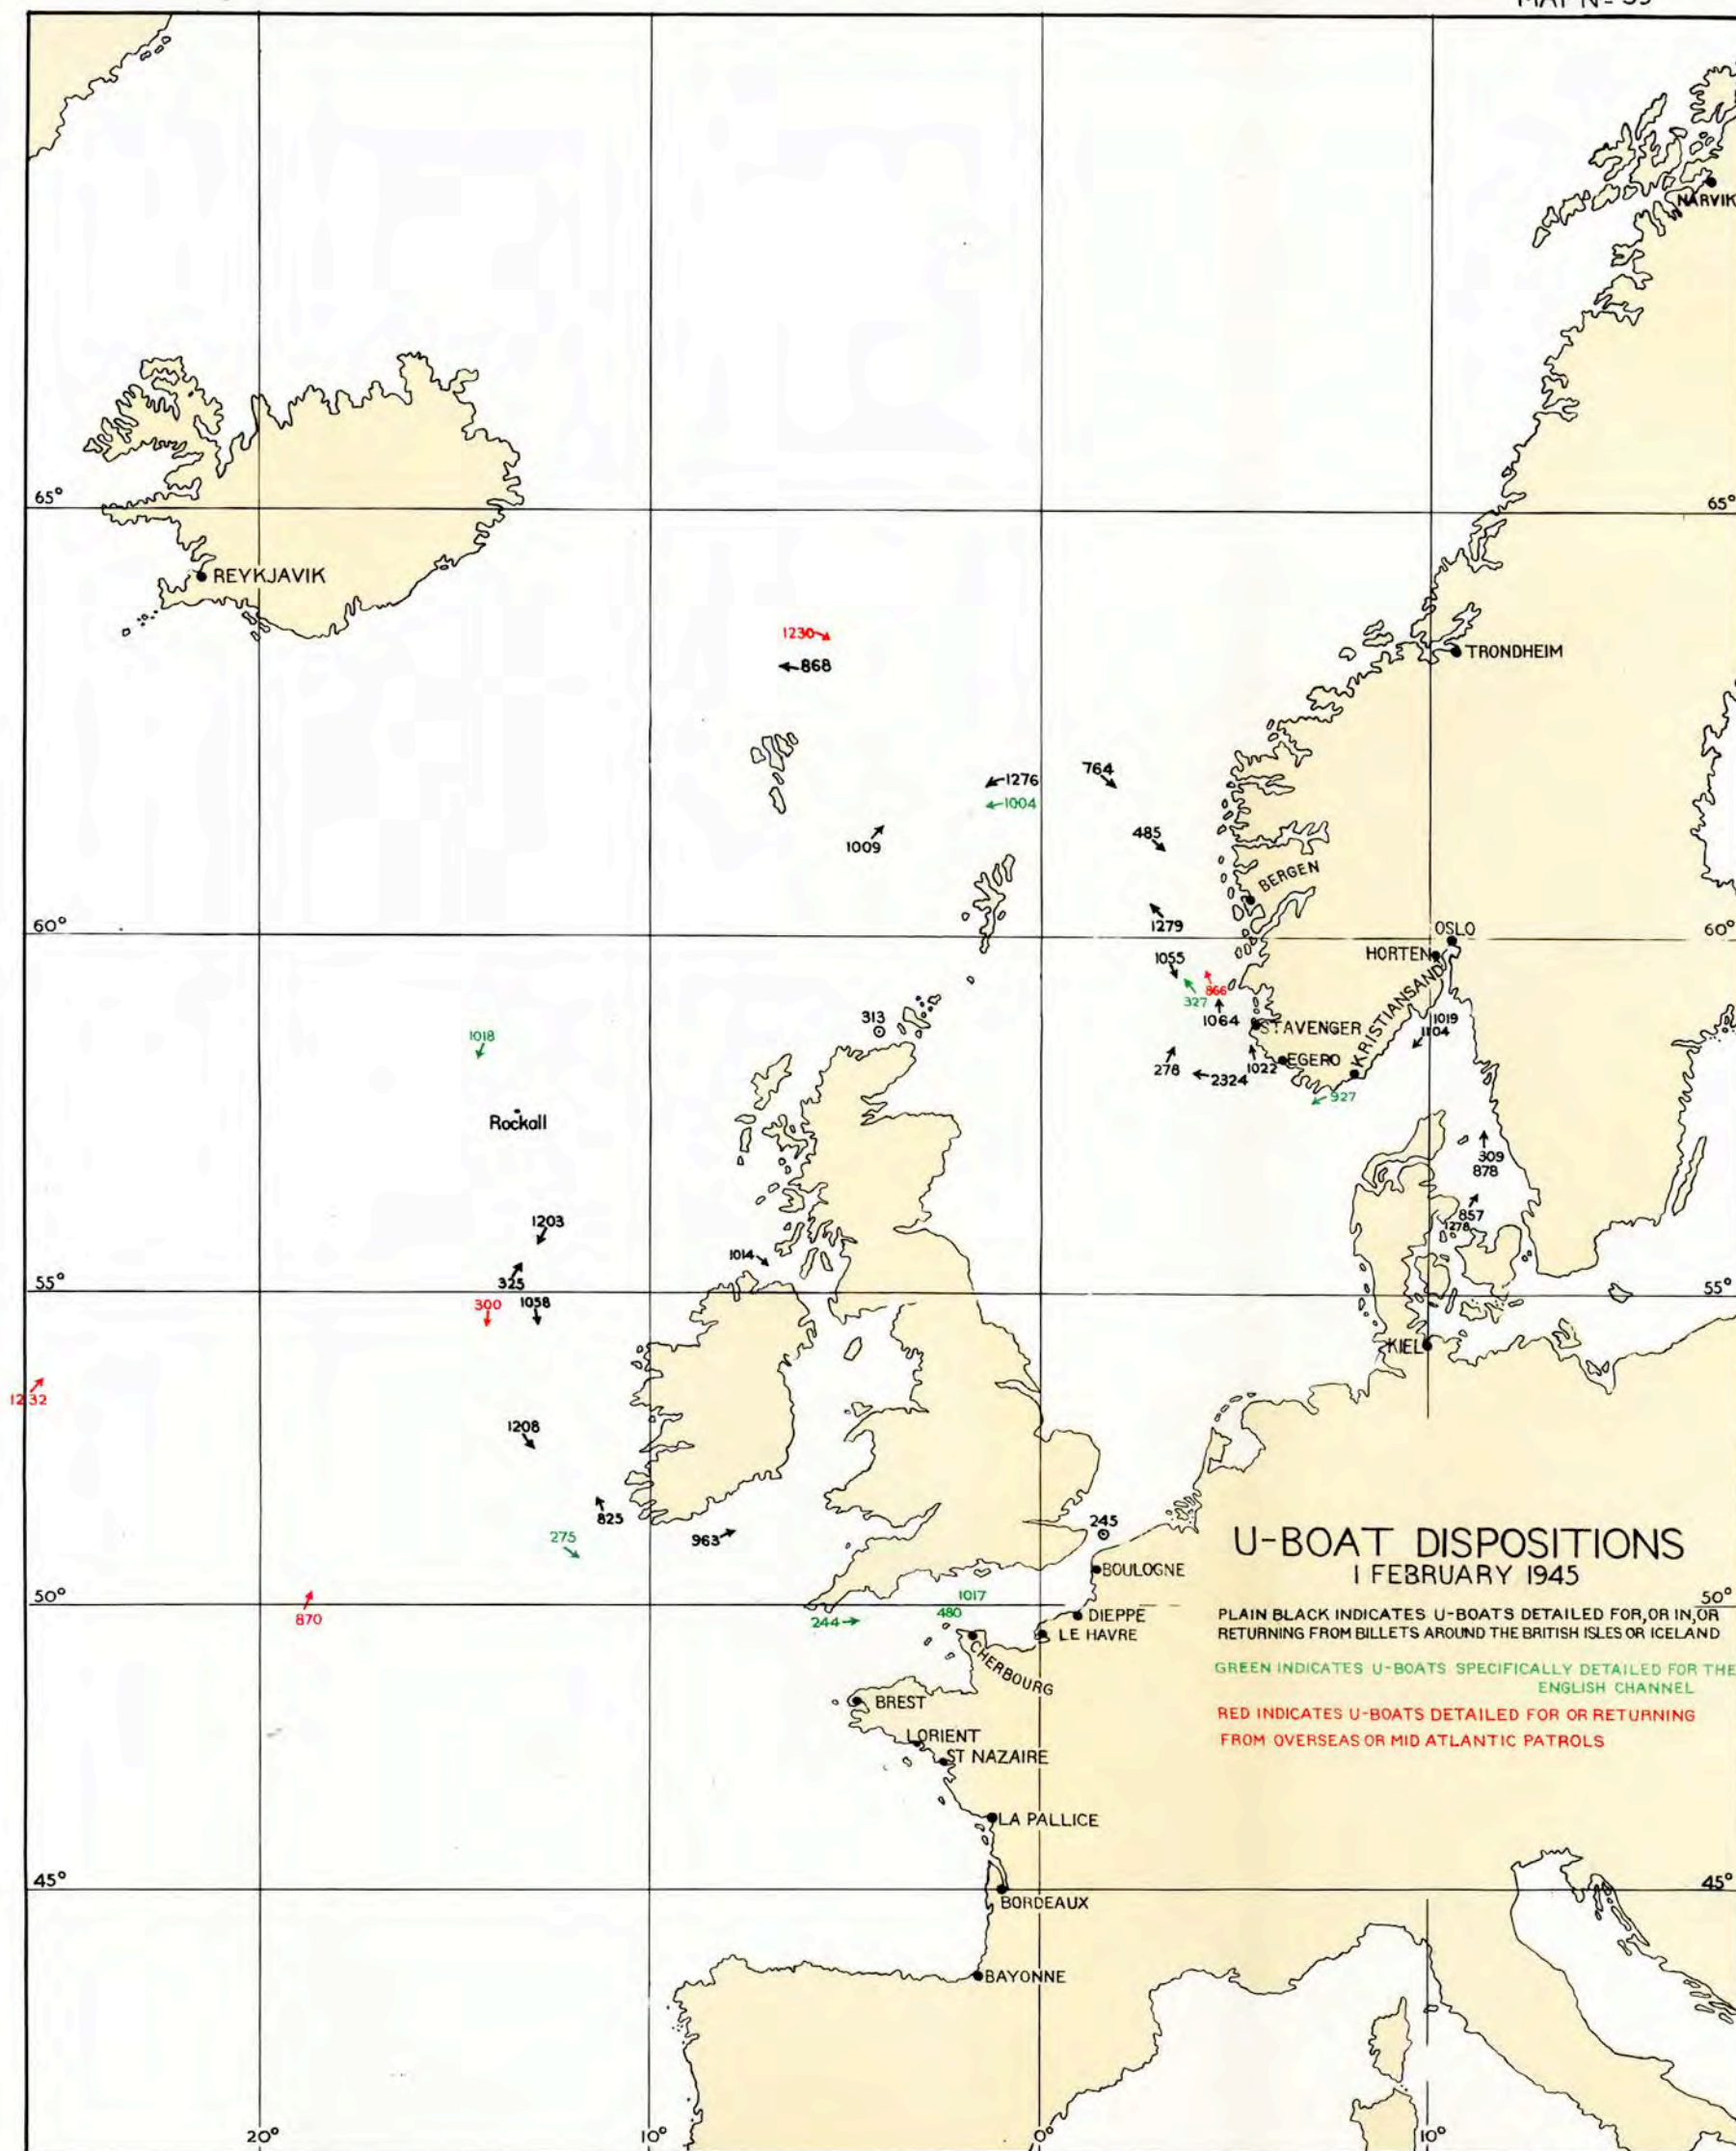 NARVIK
65°
65°
REYKJAVIK
1230
868
TRONDHEIM
1276
764
1004
1009
485
BERGEN
60°
1279
OSLO
60°
HORTEN
1055
866
327
313
1064
STAVENGER
KRISTIANSAND
1019
1104
1018
278
2324
1022
EGERO
927
Rockall
309
878
857
1278
1203
1014
55°
325
55°
300
1058
KIEL
1232
1208
825
275
963
245
U-BOAT DISPOSITIONS
1 FEBRUARY 1945
BOULOGNE
50°
870
1017
480
244
DIEPPE
LE HAVRE
50°
PLAIN BLACK INDICATES U-BOATS DETAILED FOR, OR IN, OR
RETURNING FROM BILLETS AROUND THE BRITISH ISLES OR ICELAND
CHERBOURG
GREEN INDICATES U-BOATS SPECIFICALLY DETAILED FOR THE
ENGLISH CHANNEL
BREST
RED INDICATES U-BOATS DETAILED FOR OR RETURNING
FROM OVERSEAS OR MID ATLANTIC PATROLS
LORIENT
ST NAZAIRE
LA PALLICE
45°
45°
BORDEAUX
BAYONNE
20°
10°
0°
10°